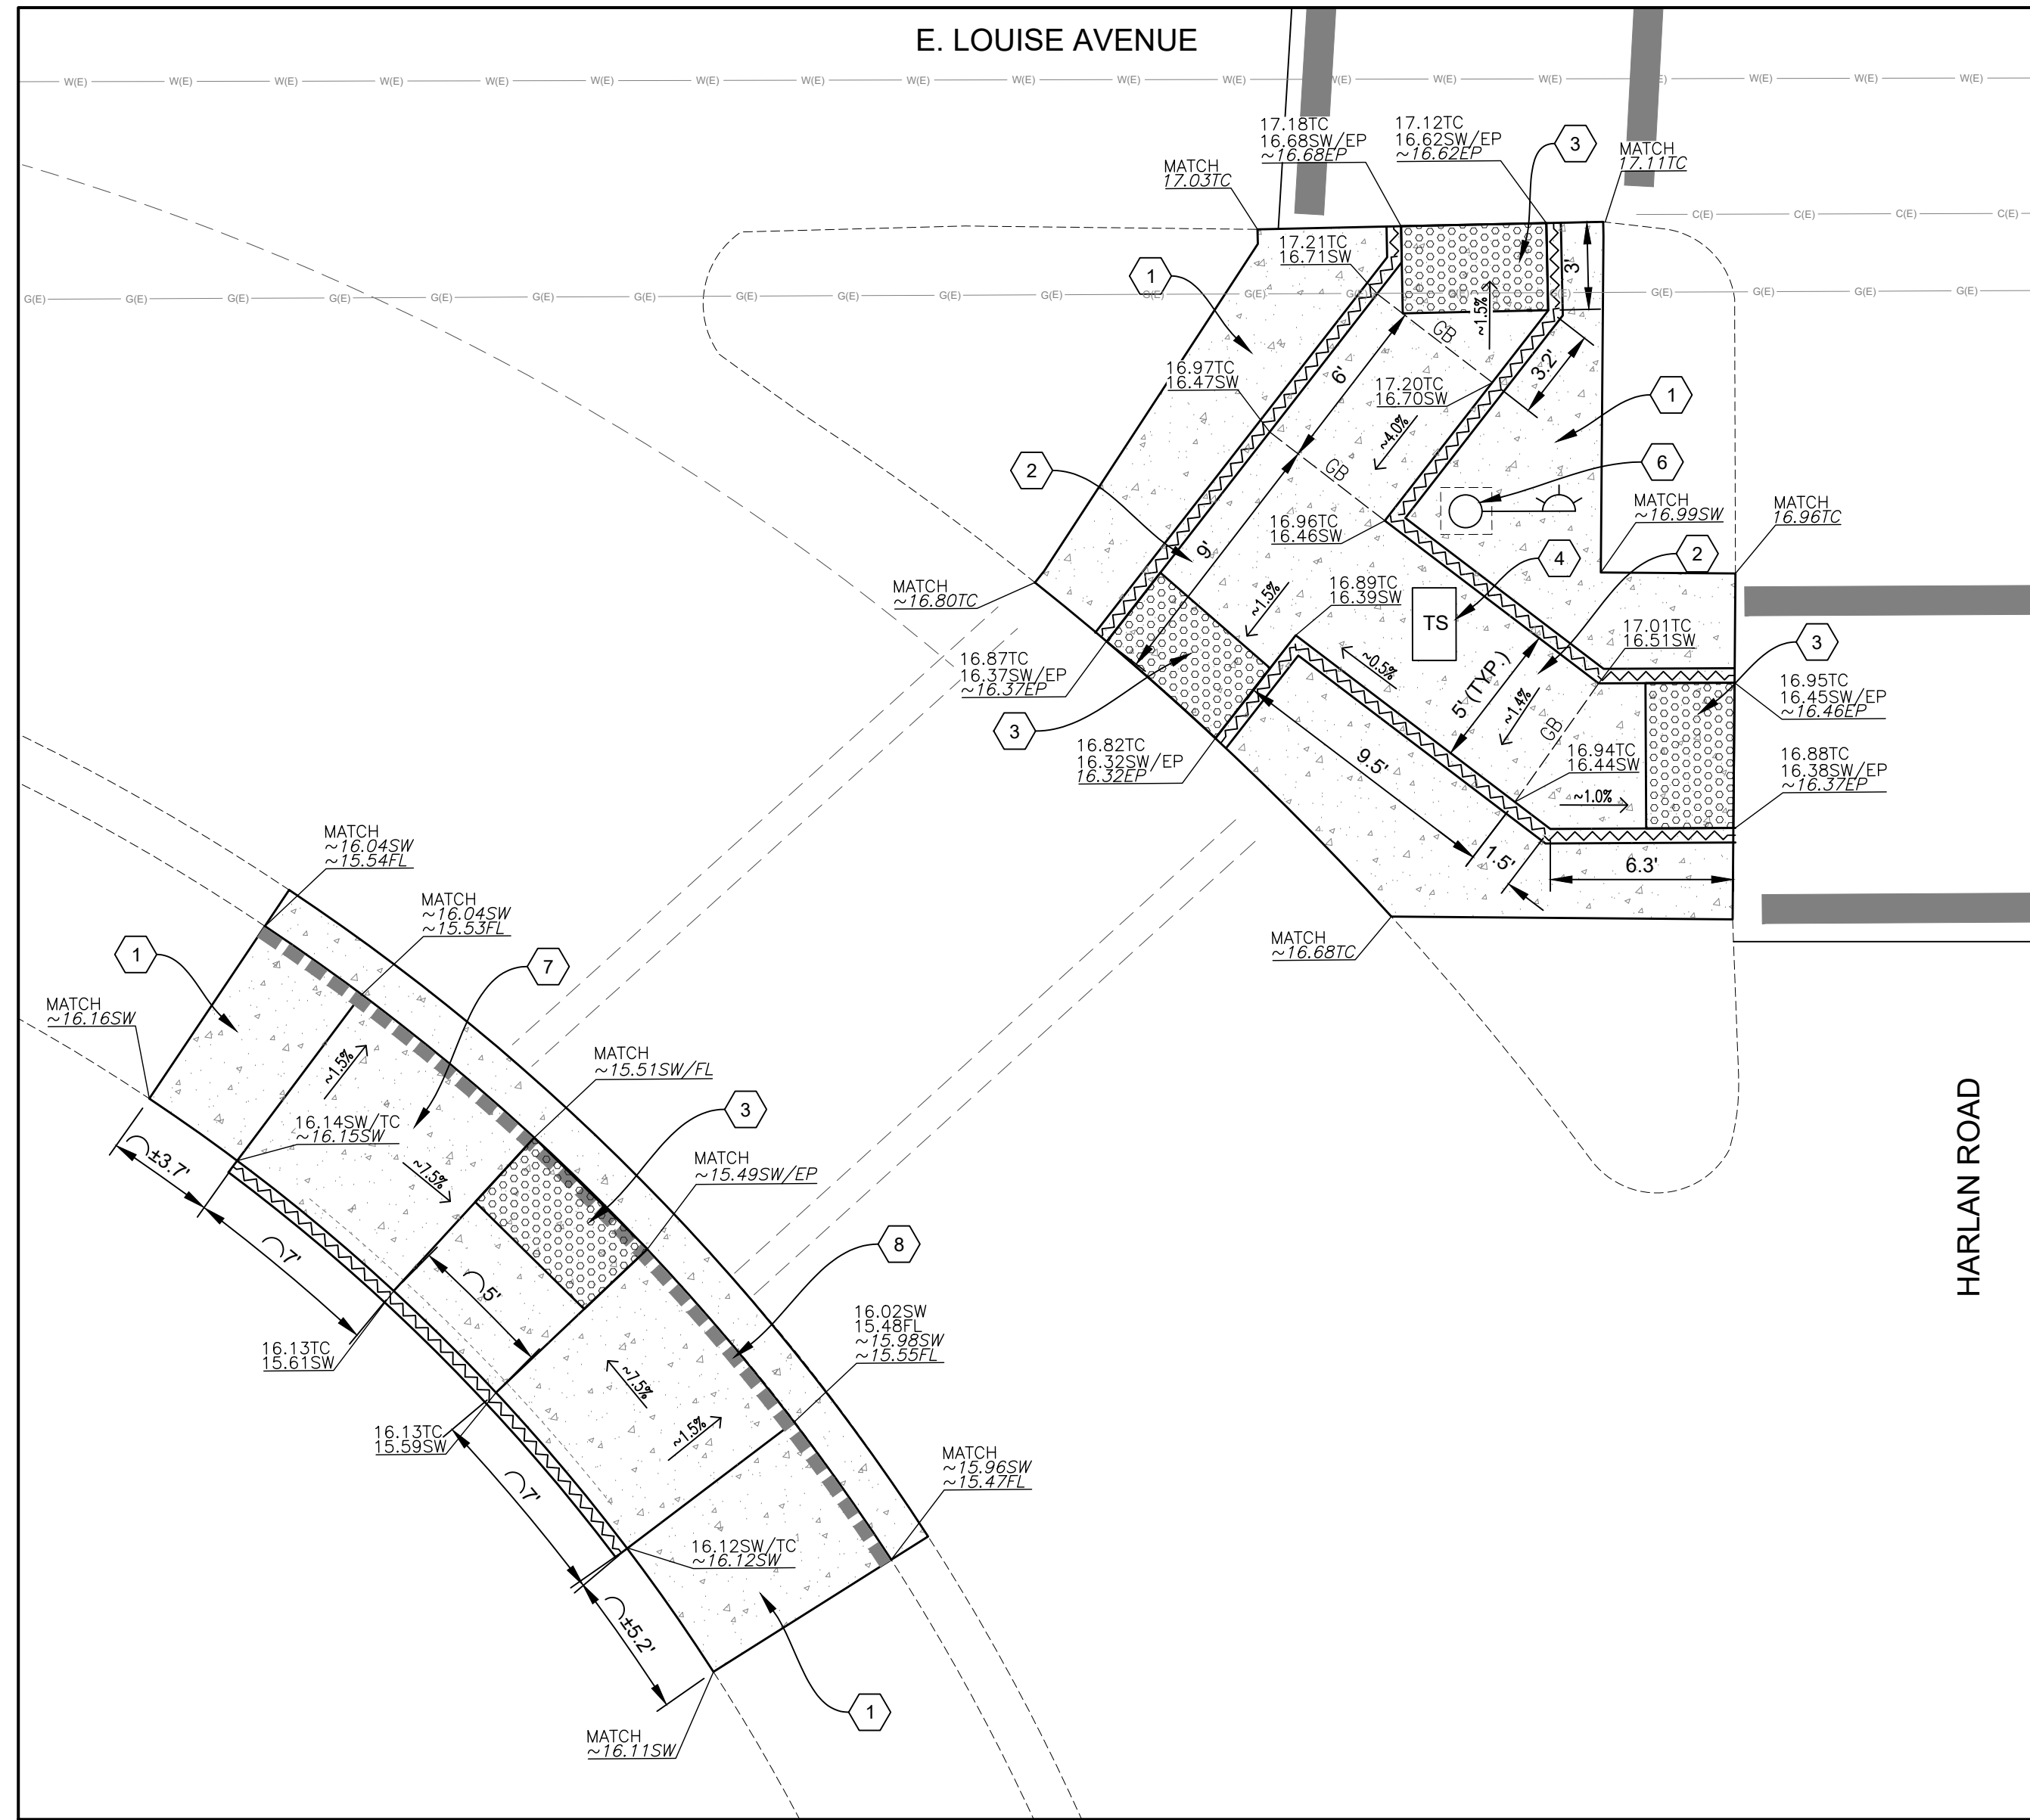 E. LOUISE AVENUE
W(E) W(E) W(E) W(E) W(E) W(E) W(E) W(E) W(E) W(E) W(E) W(E) W(E) W(E) W(E) E) W(E) W(E) W(E)
17.18TC
16.68SW/EP
~16.68EP
17.12TC
16.62SW/EP
~16.62EP
3
MATCH
17.11TC
MATCH
17.03TC
C(E) C(E) C(E) C(E)
17.21TC
16.71SW
3'
1
G(E) G(E) G(E) G(E) G(E) G(E) G(E) G(E) G(E) G(E) G(E) G(E) G(E) G(E) G(E) G(E) G(E)
~1.5%
GB
16.97TC
16.47SW
6'
3.2'
17.20TC
16.70SW
1
~4.0%
2
GB
6
MATCH
~16.99SW
MATCH
16.96TC
16.96TC
16.46SW
9'
4
2
MATCH
~16.80TC
16.89TC
16.39SW
~1.5%
TS
17.01TC
16.51SW
3
16.87TC
16.37SW/EP
~16.37EP
~0.5%
5' (TYP.)
16.95TC
16.45SW/EP
~16.46EP
3
~1.4%
GB
16.82TC
16.32SW/EP
16.32EP
9.5'
16.94TC
16.44SW
16.88TC
16.38SW/EP
~16.37EP
~1.0%
1.5'
6.3'
MATCH
~16.68TC
MATCH
~16.04SW
~15.54FL
MATCH
~16.04SW
~15.53FL
1
7
MATCH
~16.16SW
~1.5%
MATCH
~15.51SW/FL
3
16.14SW/TC
~16.15SW
~7.5%
MATCH
~15.49SW/EP
±3.7'
7'
5'
8
HARLAN ROAD
16.13TC
15.61SW
16.02SW
15.48FL
~15.98SW
~15.55FL
~7.5%
~1.5%
16.13TC
15.59SW
MATCH
~15.96SW
~15.47FL
7'
16.12SW/TC
~16.12SW
±5.2'
1
MATCH
~16.11SW